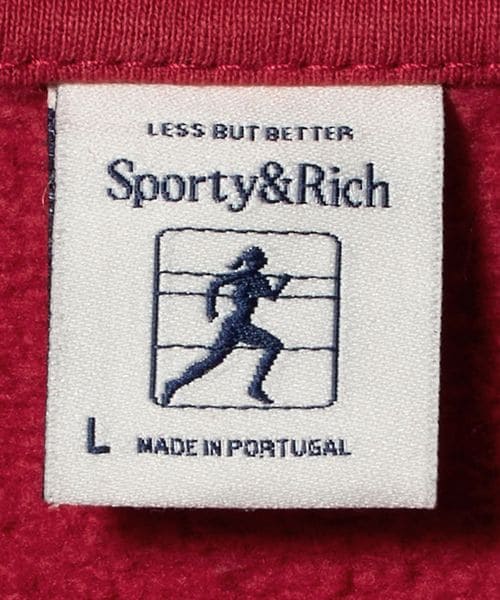 LESS BUT BETTER
Sporty&Rich
L MADE IN PORTUGAL